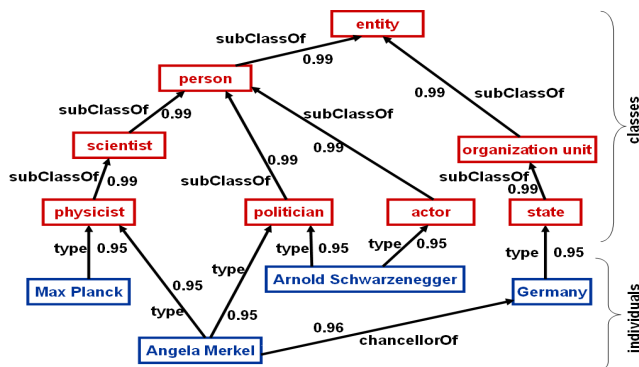 entity
subClassOf
0.99
person
0.99
subClassOf
classes
subClassOf
0.99
subClassOf
0.99
scientist
organization unit
subClassOf
0.99
subClassOf
0.99
subClassOf
0.99
physicist
politician
actor
state
type
0.95
type
0.95
type
0.95
type
0.95
type
Max Planck
Arnold Schwarzenegger
Germany
0.95
type
0.95
0.96
chancellorOf
Angela Merkel
individuals